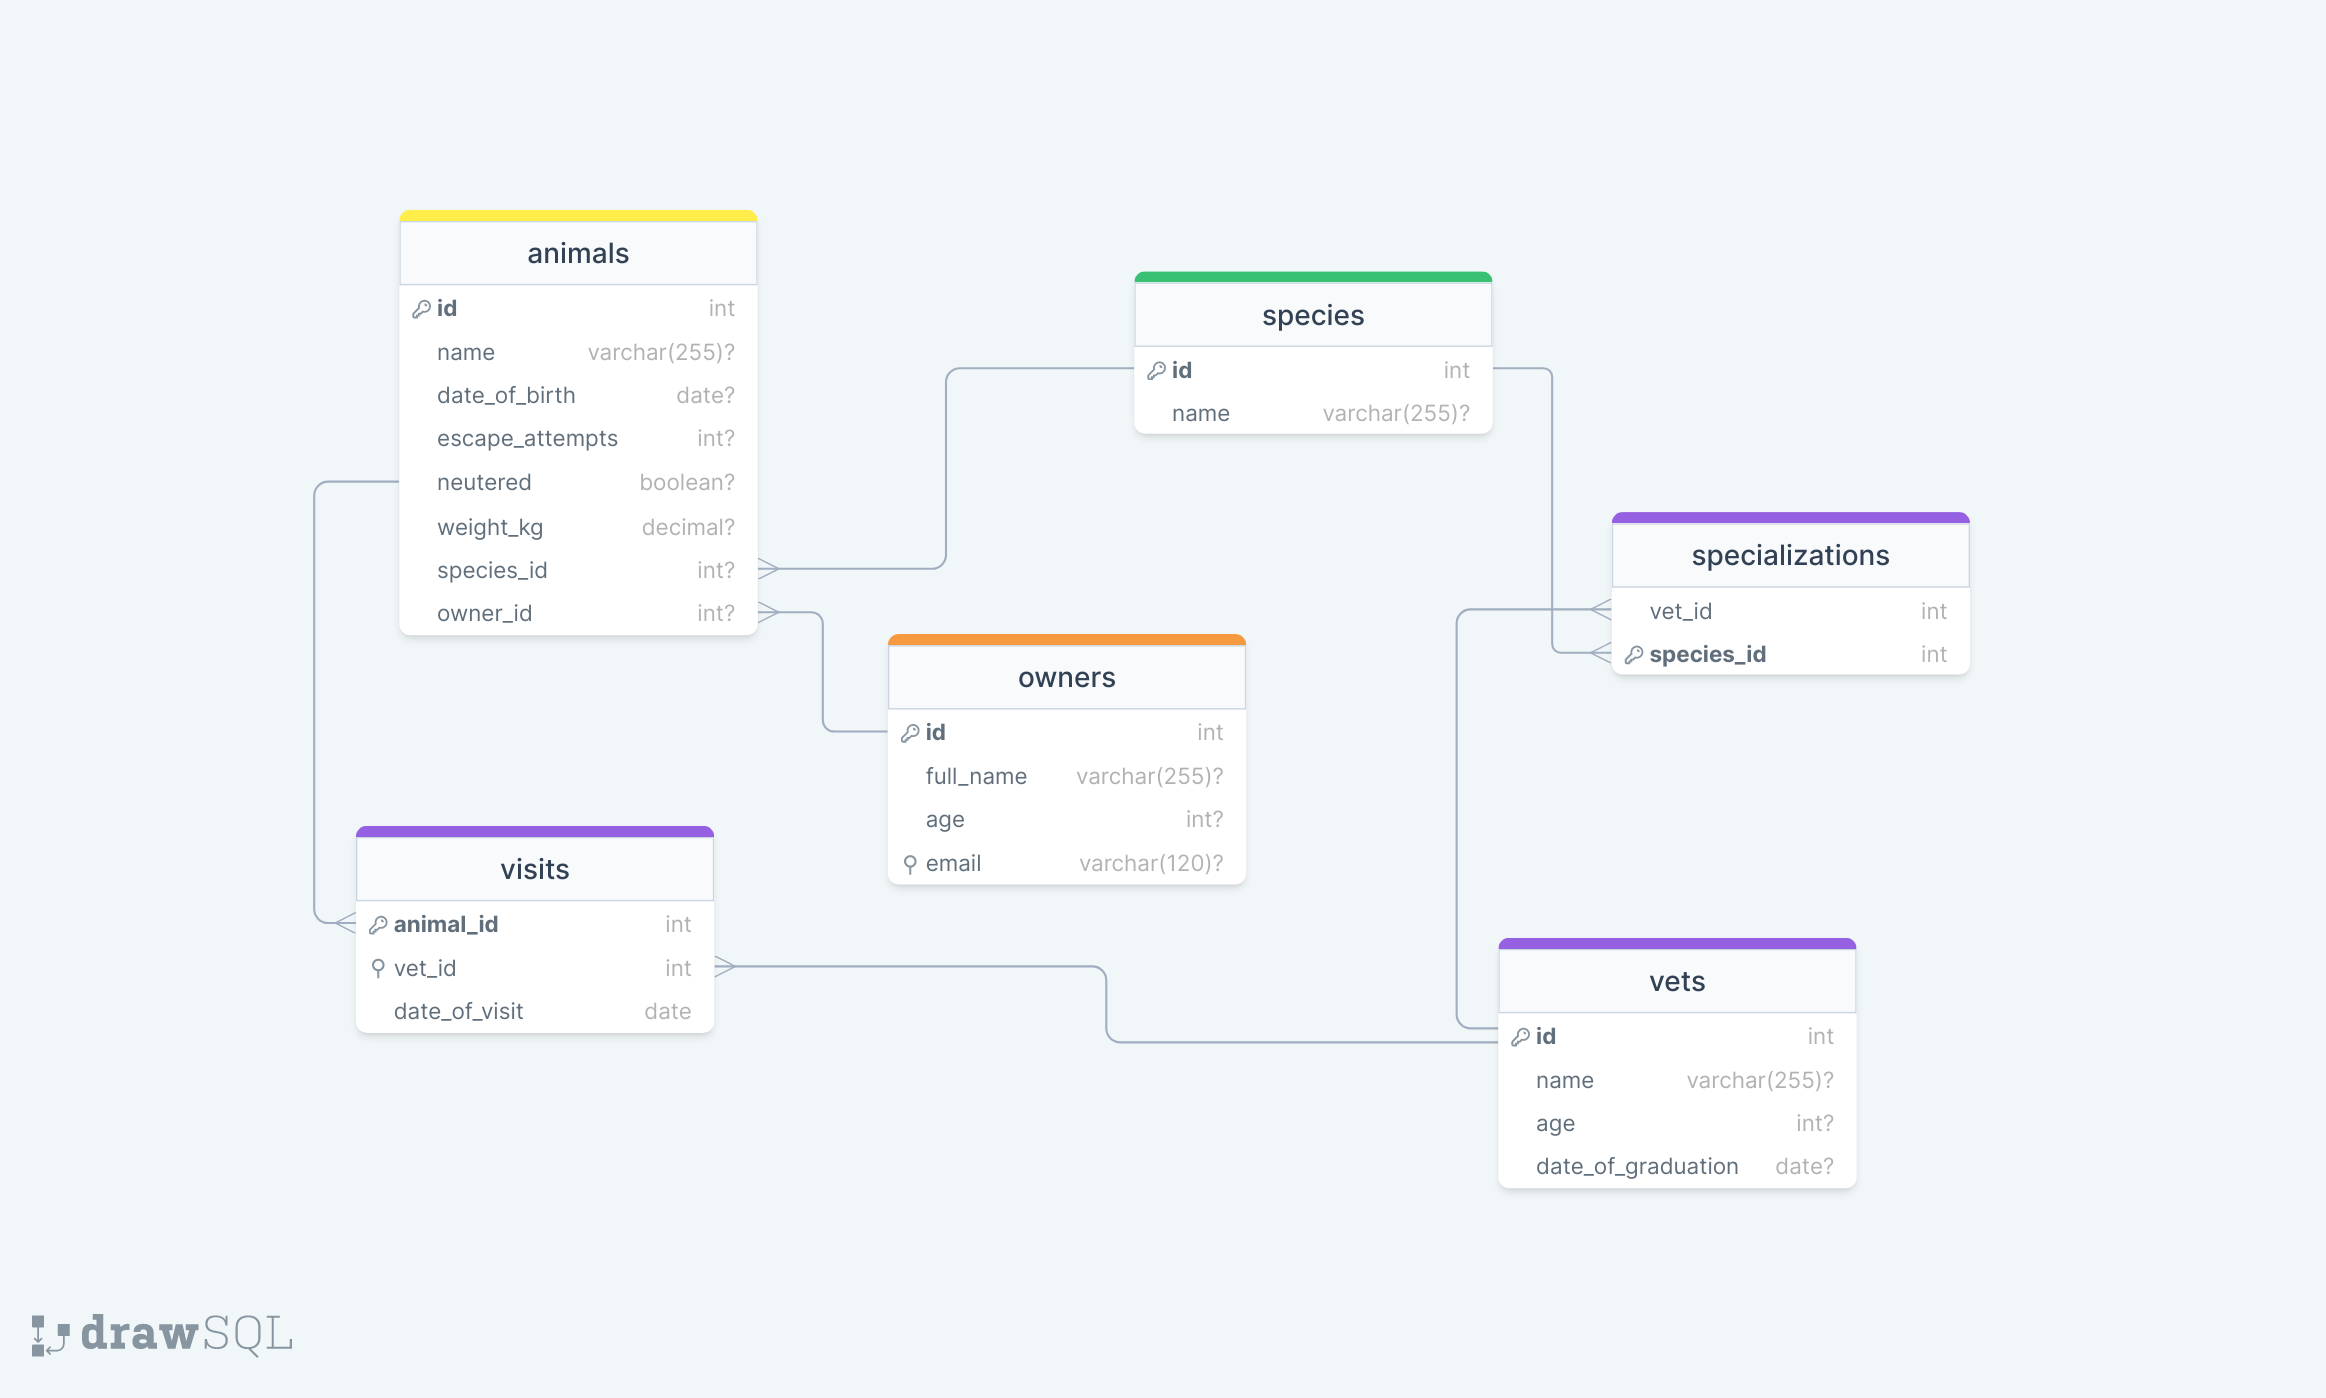 animals
id int
name varchar(255)?
date_of_birth date?
escape_attempts int?
neutered boolean?
weight_kg decimal?
species_id int?
owner_id int?
species
id int
name varchar(255)?
specializations
vet_id int
species_id int
owners
id int
full_name varchar(255)?
age int?
email varchar(120)?
visits
animal_id int
vet_id int
date_of_visit date
vets
id int
name varchar(255)?
age int?
date_of_graduation date?
drawSQL